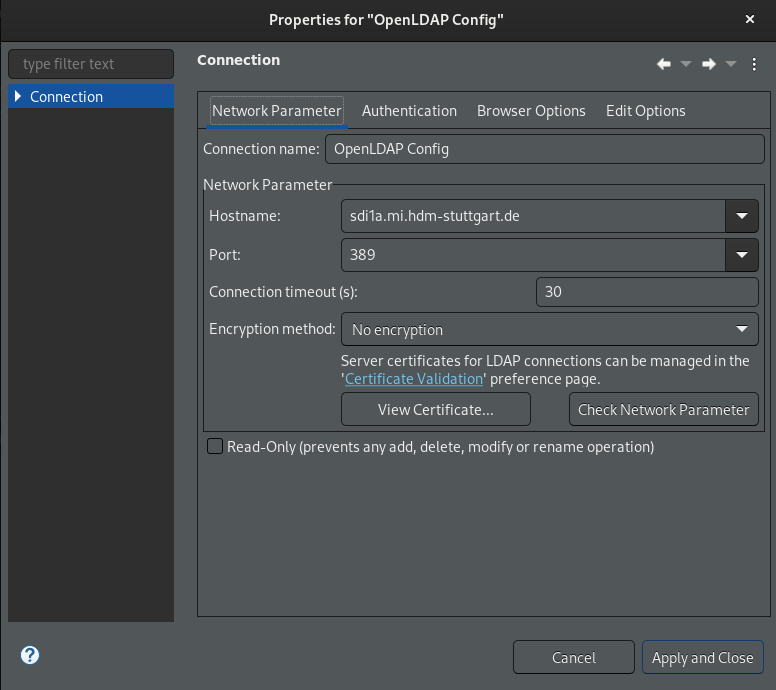 Properties for "OpenLDAP Config"
type filter text
Connection
Connection
Network Parameter Authentication Browser Options Edit Options
Connection name: OpenLDAP Config
Network Parameter
Hostname: sdi1a.mi.hdm-stuttgart.de
Port: 389
Connection timeout (s): 30
Encryption method: No encryption
Server certificates for LDAP connections can be managed in the
'Certificate Validation' preference page.
View Certificate... Check Network Parameter
Read-Only (prevents any add, delete, modify or rename operation)
? Cancel Apply and Close